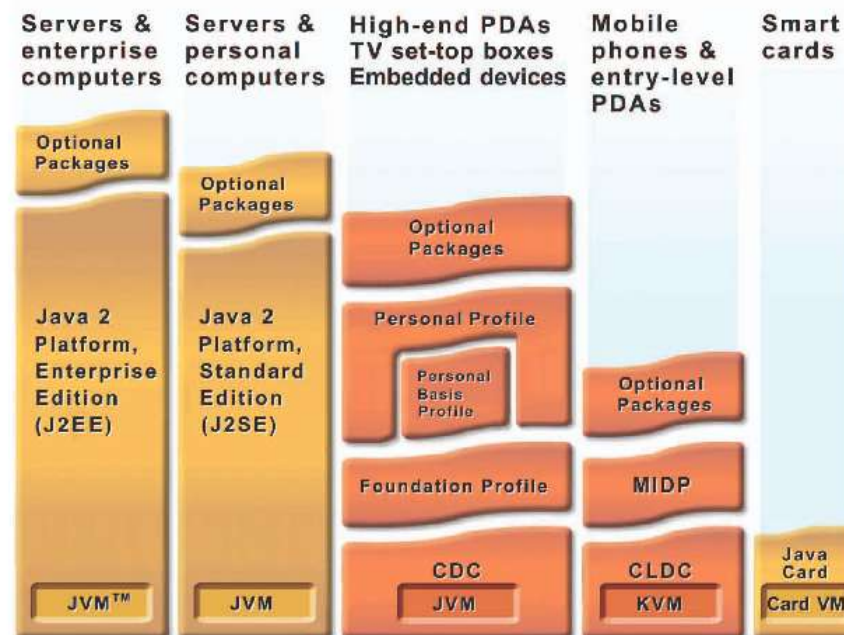 Servers &
enterprise
computers
Servers &
personal
computers
High-end PDAs
TV set-top boxes
Embedded devices
Mobile
phones &
entry-level
PDAs
Smart
cards
Optional
Packages
Java 2
Platform,
Enterprise
Edition
(J2EE)
JVM™
Optional
Packages
Java 2
Platform,
Standard
Edition
(J2SE)
JVM
Optional
Packages
Personal Profile
Personal
Basis
Profile
Foundation Profile
CDC
JVM
Optional
Packages
MIDP
CLDC
KVM
Java
Card
Card VM